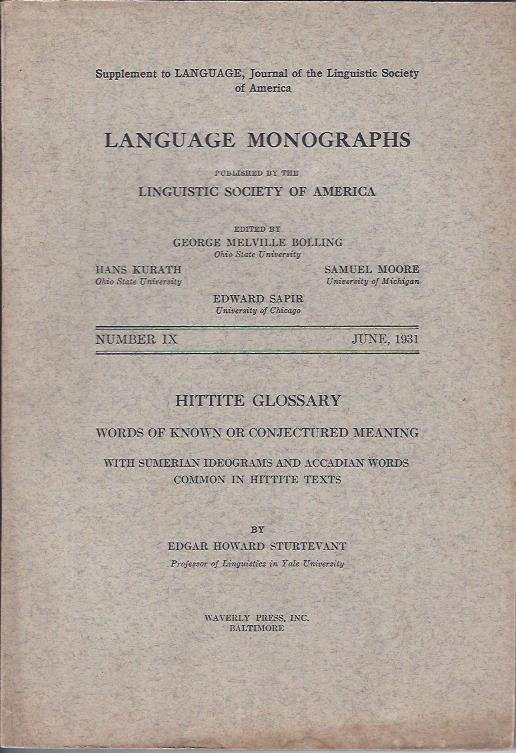 Supplement to LANGUAGE, Journal of the Linguistic Society
of America
LANGUAGE MONOGRAPHS
PUBLISHED BY THE
LINGUISTIC SOCIETY OF AMERICA
EDITED BY
GEORGE MELVILLE BOLLING
Ohio State University
HANS KURATH
Ohio State University
SAMUEL MOORE
University of Michigan
EDWARD SAPIR
University of Chicago
NUMBER IX
JUNE, 1931
HITTITE GLOSSARY
WORDS OF KNOWN OR CONJECTURED MEANING
WITH SUMERIAN IDEOGRAMS AND ACCADIAN WORDS
COMMON IN HITTITE TEXTS
BY
EDGAR HOWARD STURTEVANT
Professor of Linguistics in Yale University
WAVERLY PRESS, INC.
BALTIMORE